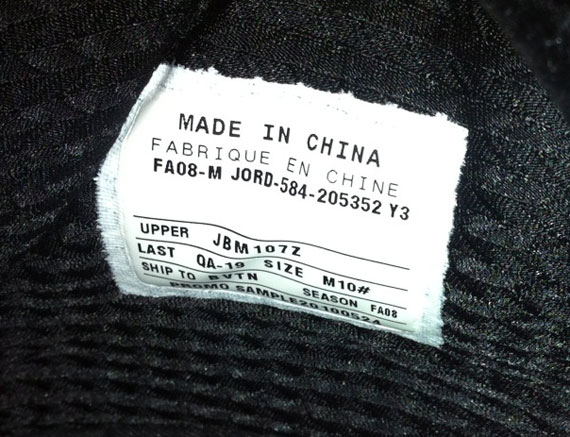 MADE IN CHINA
FABRIQUE EN CHINE
FA08-M JORD-584-205352 Y3
UPPER JBM107Z
LAST QA-19 SIZE M10#
SHIP TO BVTN SEASON FA08
PROMO SAMPLE20100524